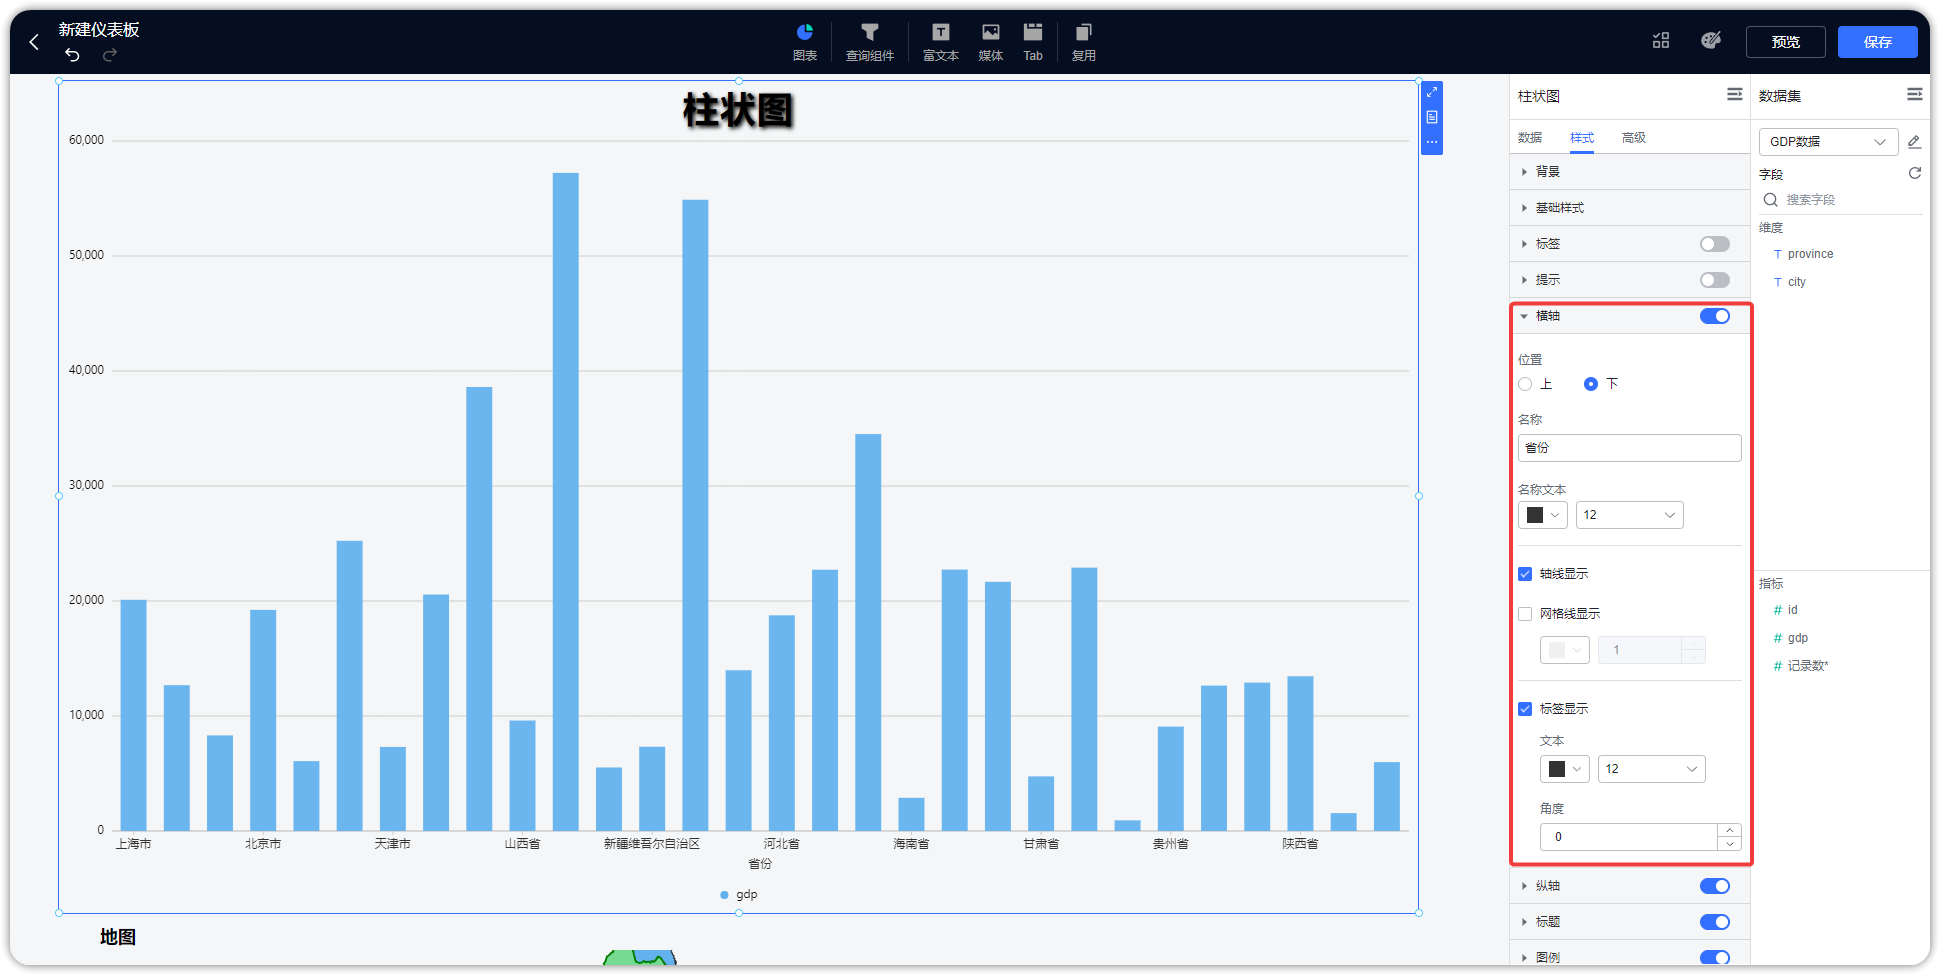 新建仪表板
图表
查询组件
富文本
媒体
Tab
复用
预览
保存
柱状图
60,000
50,000
40,000
30,000
20,000
10,000
0
上海市
北京市
天津市
山西省
新疆维吾尔自治区
河北省
海南省
甘肃省
贵州省
陕西省
省份
gdp
地图
柱状图
数据
样式
高级
背景
基础样式
标签
提示
横轴
位置
上
下
名称
省份
名称文本
12
轴线显示
网格线显示
1
标签显示
文本
12
角度
0
纵轴
标题
图例
数据集
GDP数据
字段
搜索字段
维度
T province
T city
指标
# id
# gdp
# 记录数*